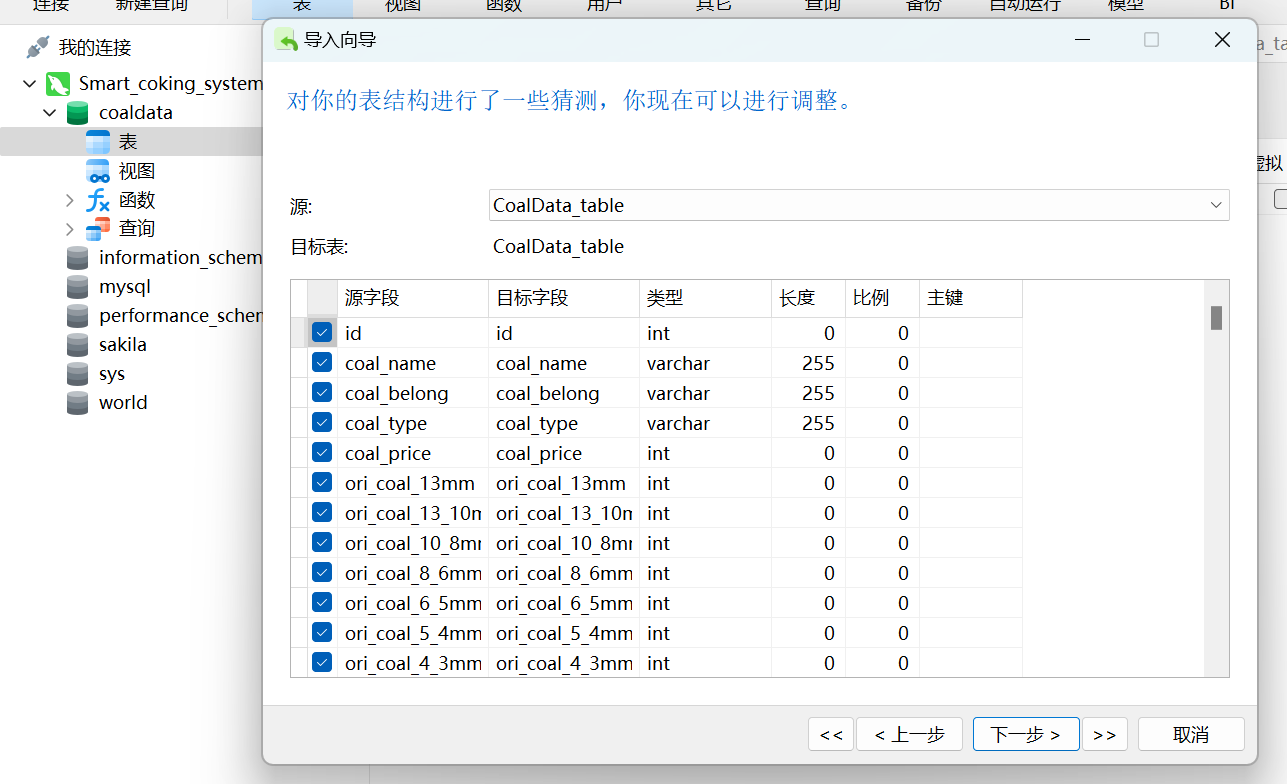 连接 新建查询 表 视图 函数 用户 其它 查询 备份 自动运行 模型 BI
我的连接
Smart_coking_system
coaldata
表
视图
函数
查询
information_schem
mysql
performance_scher
sakila
sys
world
导入向导
对你的表结构进行了一些猜测，你现在可以进行调整。
源: CoalData_table
目标表: CoalData_table
源字段 目标字段 类型 长度 比例 主键
id id int 0 0
coal_name coal_name varchar 255 0
coal_belong coal_belong varchar 255 0
coal_type coal_type varchar 255 0
coal_price coal_price int 0 0
ori_coal_13mm ori_coal_13mm int 0 0
ori_coal_13_10m ori_coal_13_10m int 0 0
ori_coal_10_8mm ori_coal_10_8mm int 0 0
ori_coal_8_6mm ori_coal_8_6mm int 0 0
ori_coal_6_5mm ori_coal_6_5mm int 0 0
ori_coal_5_4mm ori_coal_5_4mm int 0 0
ori_coal_4_3mm ori_coal_4_3mm int 0 0
<< < 上一步 下一步 > >> 取消
a_ta
虚拟